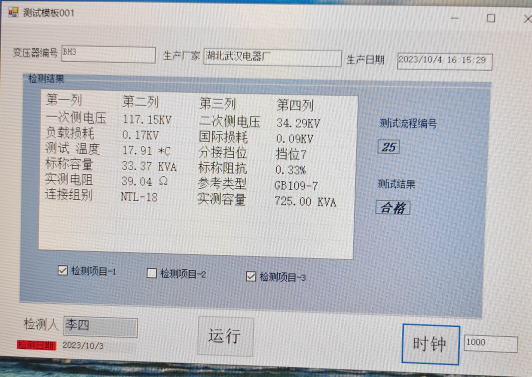 测试模板001
变压器编号 BH3 生产厂家 湖北武汉电器厂 生产日期 2023/10/4 16:15:29
检测结果
第一列 第二列 第三列 第四列
一次侧电压 117.15KV 二次侧电压 34.29KV
负载损耗 0.17KV 国际损耗 0.09KV
测试 温度 17.91 *C 分接挡位 挡位7
标称容量 33.37 KVA 标称阻抗 0.33%
实测电阻 39.04 Ω 参考类型 GB109-7
连接组别 NTL-18 实测容量 725.00 KVA
测试流程编号
25
测试结果
合格
检测项目-1 检测项目-2 检测项目-3
检测人 李四 运行 时钟 1000
检测日期 2023/10/3